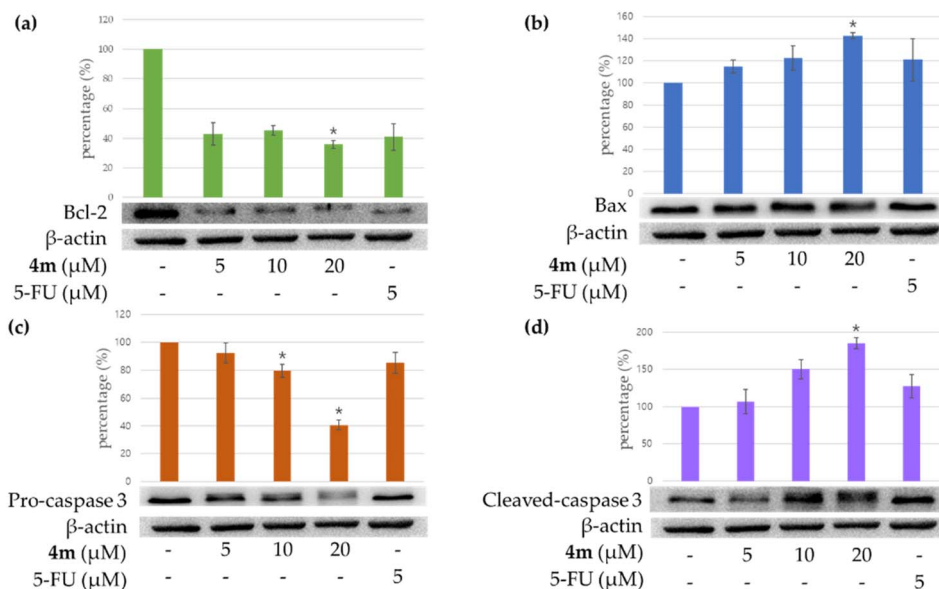 (a)
120
100
80
60
40
20
0
percentage (%)
*
Bcl-2
β-actin
4m (μM) - 5 10 20 -
5-FU (μM) - - - - 5
(b)
160
140
120
100
80
60
40
20
0
percentage (%)
*
Bax
β-actin
4m (μM) - 5 10 20 -
5-FU (μM) - - - - 5
(c)
120
100
80
60
40
20
0
percentage (%)
*
*
Pro-caspase 3
β-actin
4m (μM) - 5 10 20 -
5-FU (μM) - - - - 5
(d)
200
150
100
50
0
percentage (%)
*
Cleaved-caspase 3
β-actin
4m (μM) - 5 10 20 -
5-FU (μM) - - - - 5